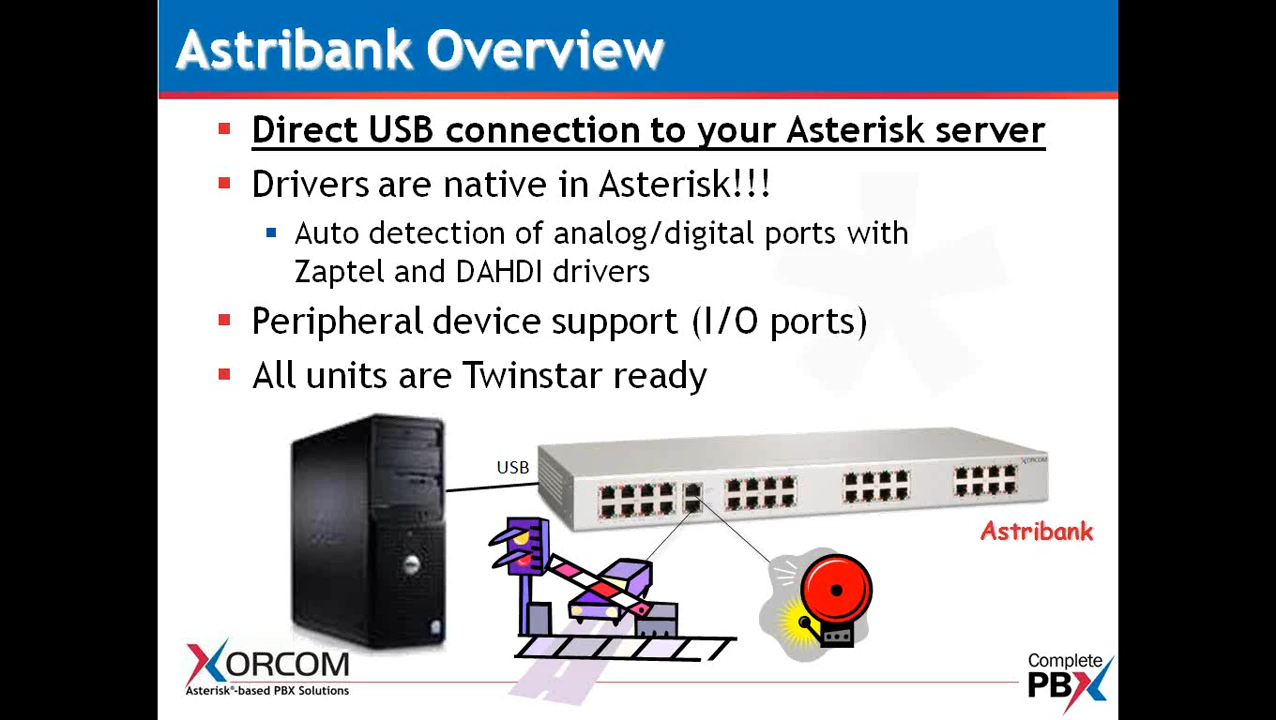 Astribank Overview
Direct USB connection to your Asterisk server
Drivers are native in Asterisk!!!
Auto detection of analog/digital ports with
Zaptel and DAHDI drivers
Peripheral device support (I/O ports)
All units are Twinstar ready
USB
XORCOM
Astribank
XORCOM
Asterisk®-based PBX Solutions
Complete
PBX